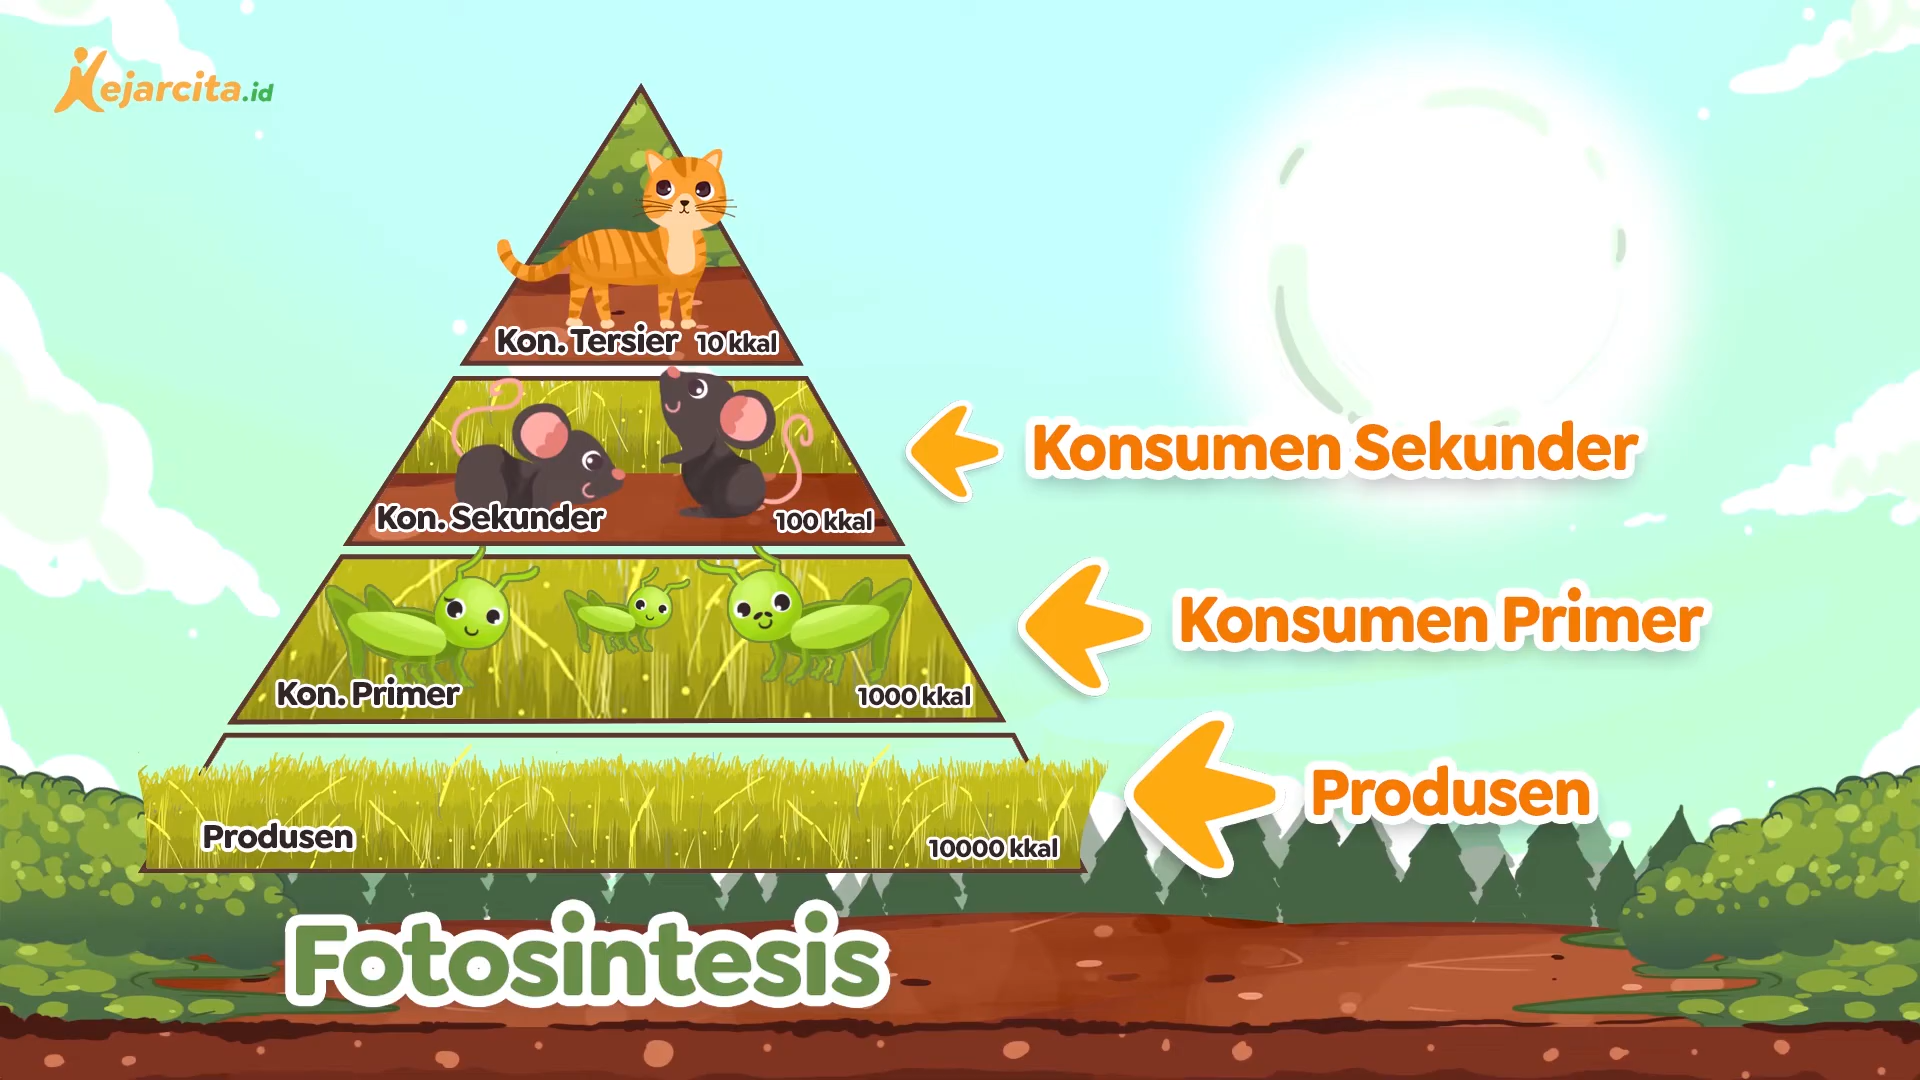 Kejarcita.id
Kon. Tersier 10 kkal
Kon. Sekunder 100 kkal
Konsumen Sekunder
Kon. Primer 1000 kkal
Konsumen Primer
Produsen 10000 kkal
Produsen
Fotosintesis